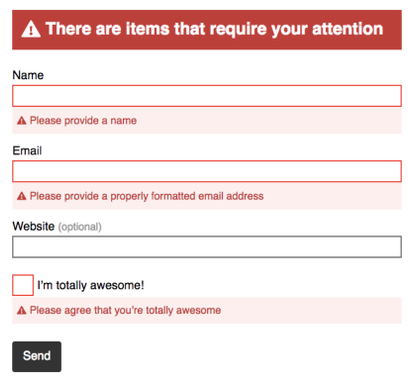 There are items that require your attention
Name
Please provide a name
Email
Please provide a properly formatted email address
Website (optional)
I'm totally awesome!
Please agree that you're totally awesome
Send